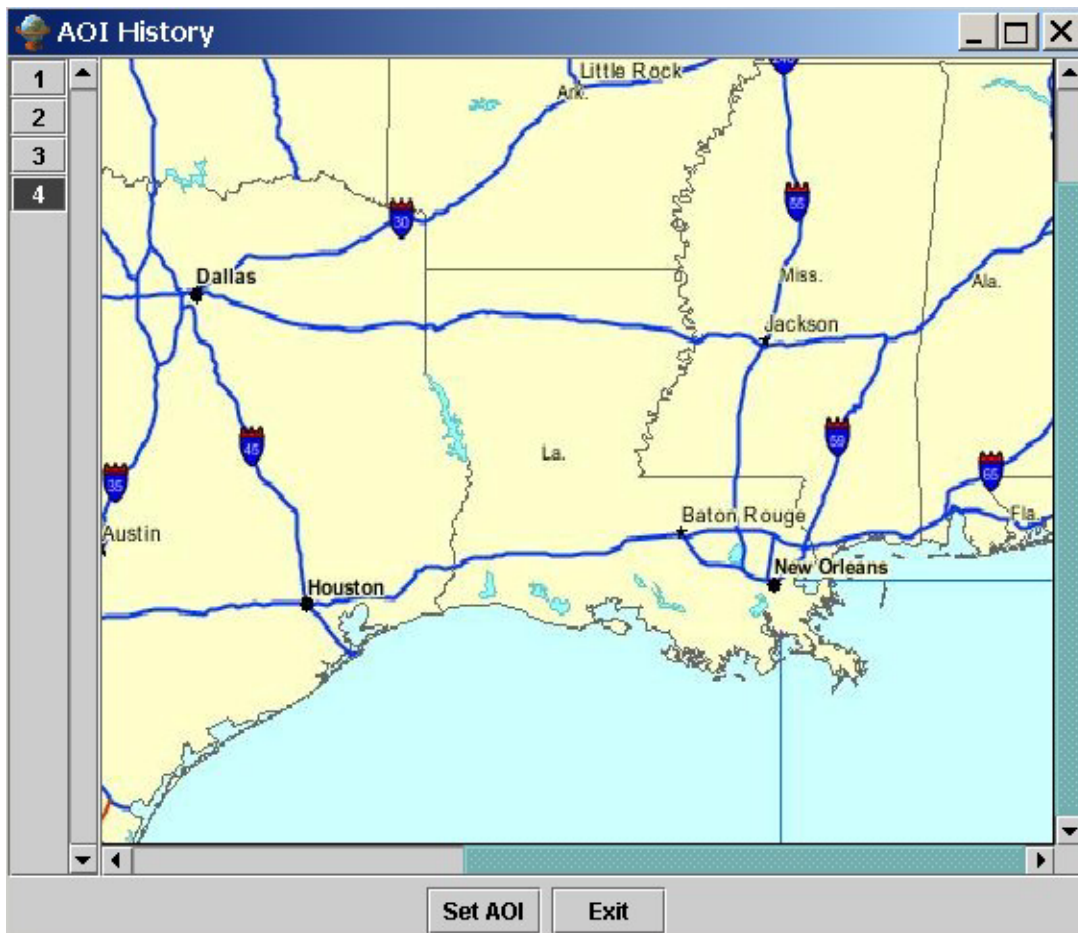 AOI History
1
2
3
4
Little Rock
Ark.
30
55
Dallas
Miss.
Ala.
Jackson
45
59
La.
65
35
Baton Rouge
Fla.
Austin
New Orleans
Houston
Set AOI
Exit